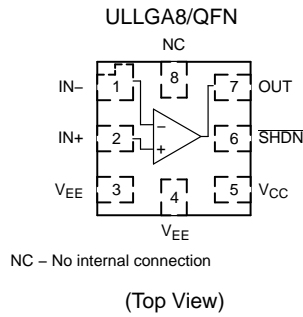 ULLGA8/QFN
NC
IN– 1 8 7 OUT
IN+ 2 – + 6 SHDN
VEE 3 4 5 VCC
VEE
NC – No internal connection
(Top View)